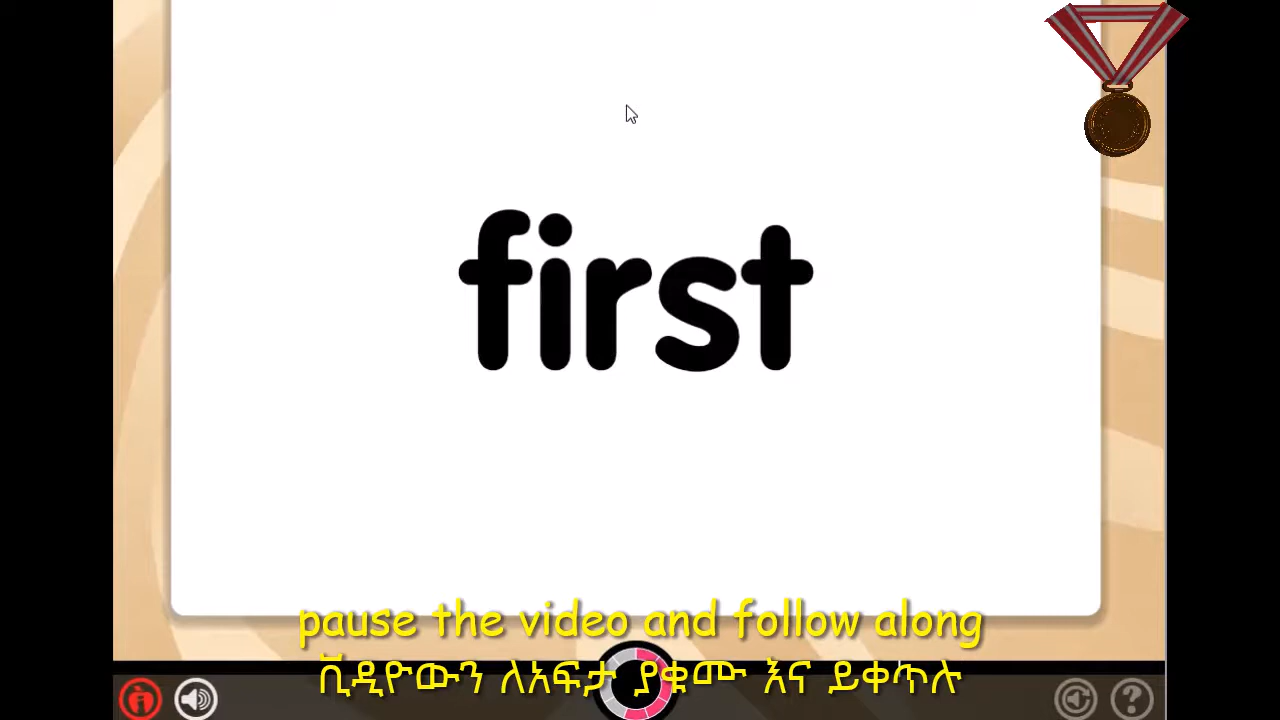 first
pause the video and follow along
ቪዲዮውን ለአፍታ ያቁሙ እና ይቀጥሉ